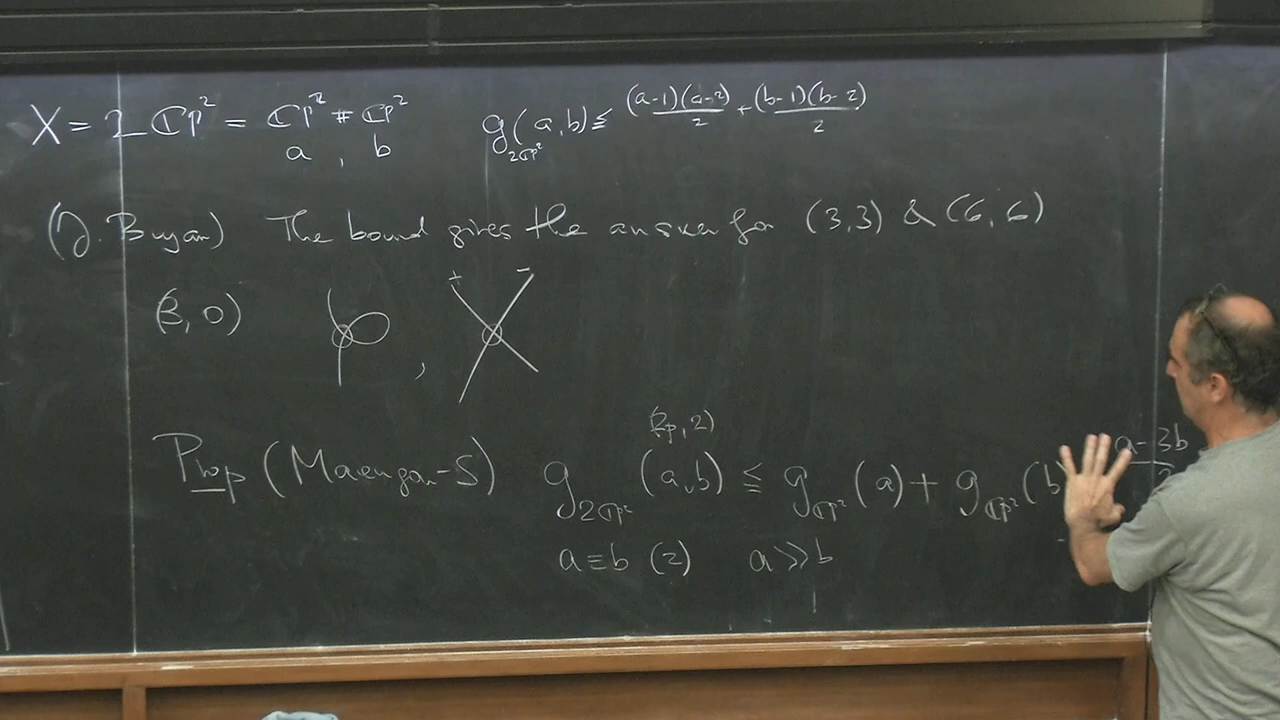 X = 2 ℂP² = ℂP² # ℂP²   g_{2ℂP²}(a,b) ≤ (a-1)(a-2)/2 + (b-1)(b-2)/2
a , b
(J. Bryan) The bound gives the answer for (3,3) & (6,6)
(3,0) , + -
(2p,2)
Prop (Marengon-S) g_{2ℂP²}(a,b) ≤ g_{ℂP²}(a) + g_{ℂP²}(b) a-3b
a ≡ b (2) a >> b